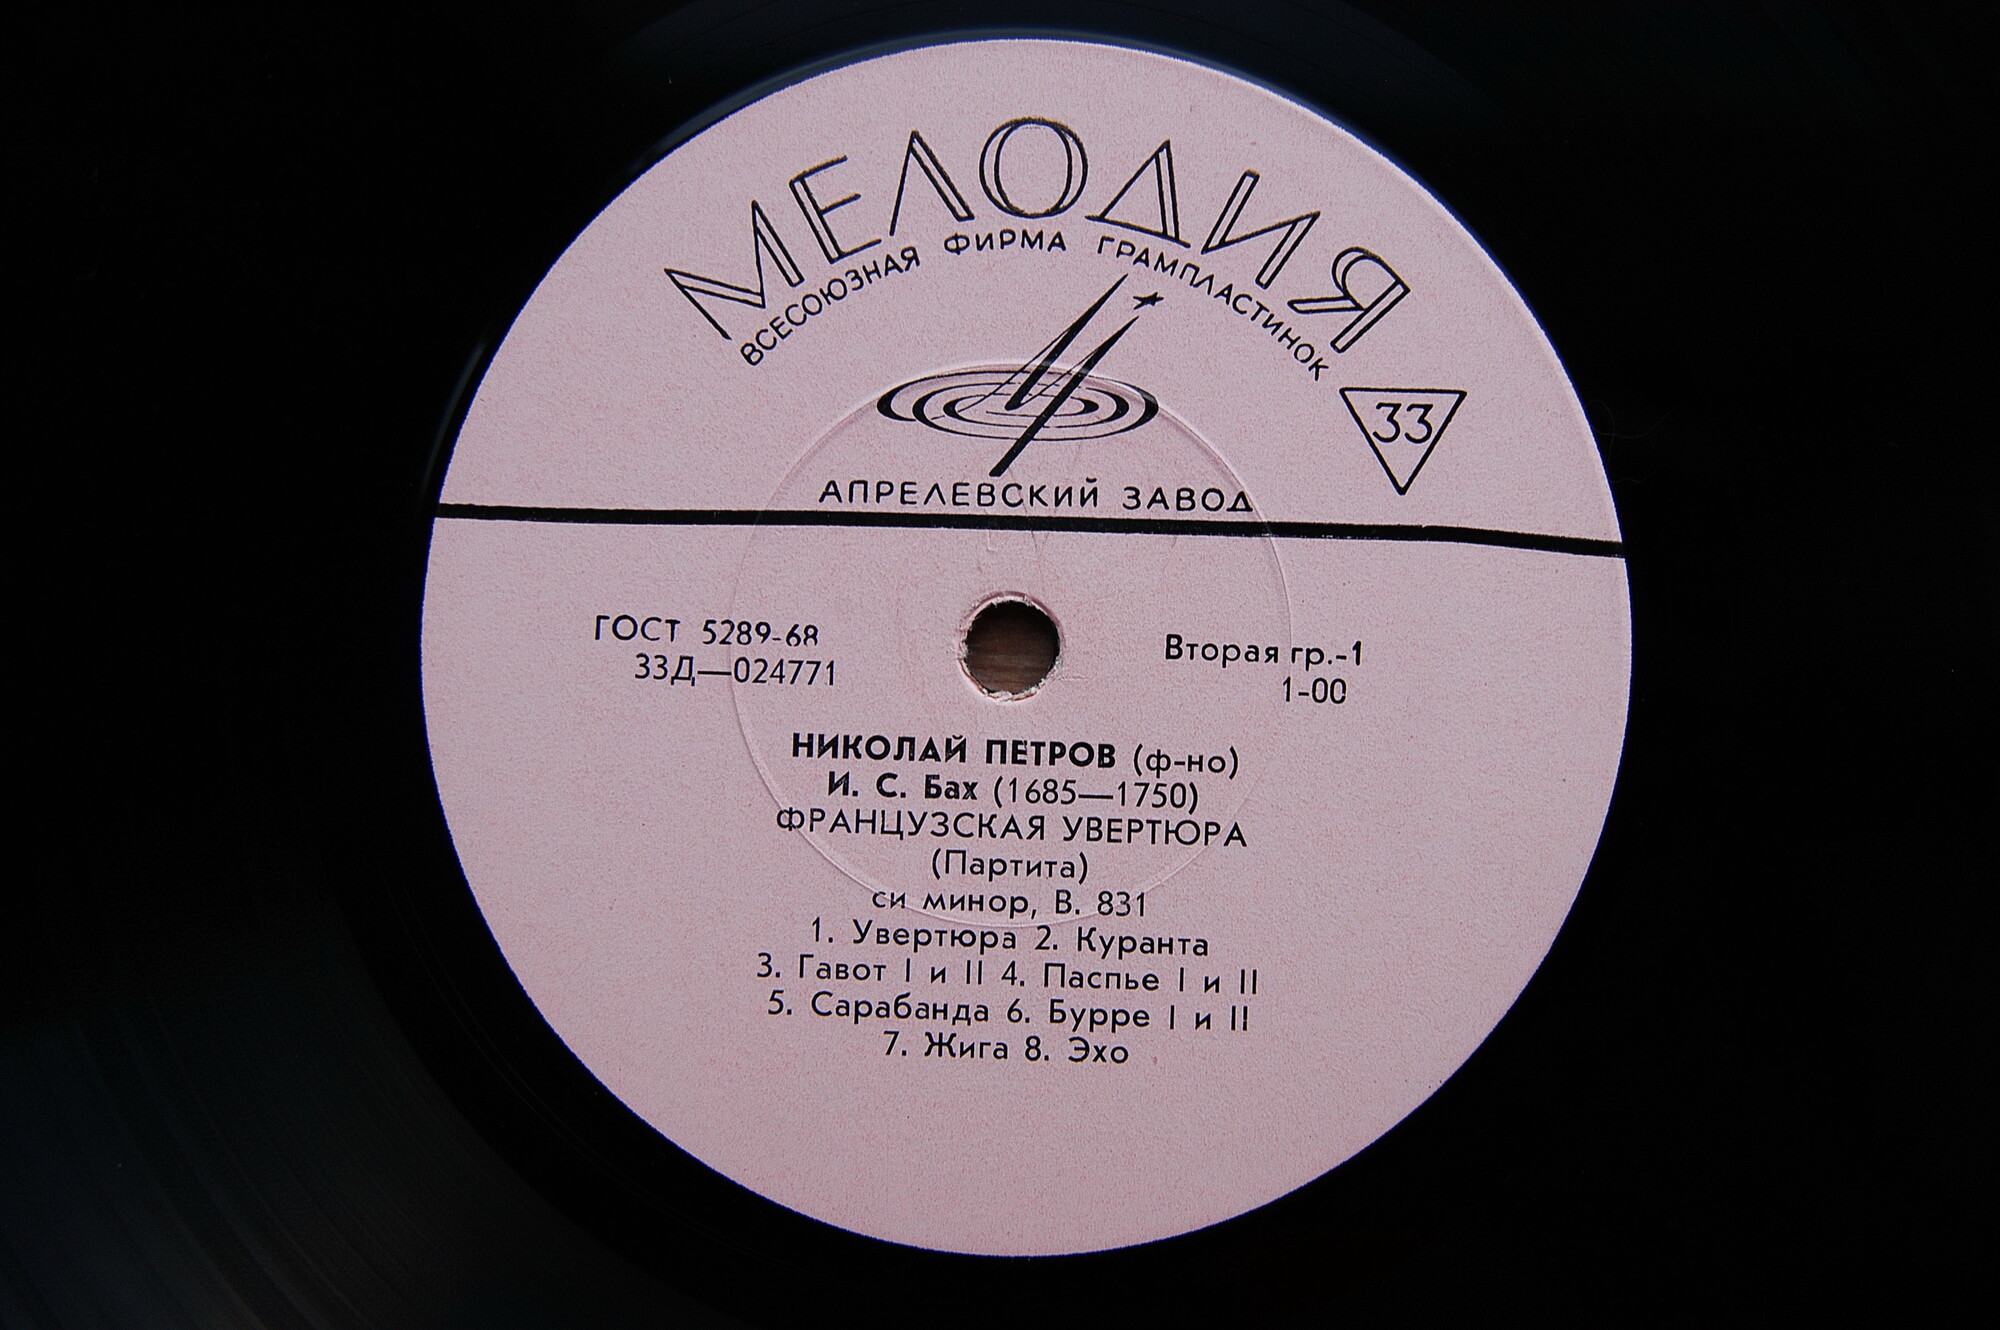 МЕЛОДИЯ
ВСЕСОЮЗНАЯ ФИРМА ГРАМПЛАСТИНОК
33
АПРЕЛЕВСКИЙ ЗАВОД
ГОСТ 5289-68
33Д—024771
Вторая гр.-1
1-00
НИКОЛАЙ ПЕТРОВ (ф-но)
И. С. Бах (1685—1750)
ФРАНЦУЗСКАЯ УВЕРТЮРА
(Партита)
си минор, В. 831
1. Увертюра 2. Куранта
3. Гавот I и II 4. Паспье I и II
5. Сарабанда 6. Бурре I и II
7. Жига 8. Эхо